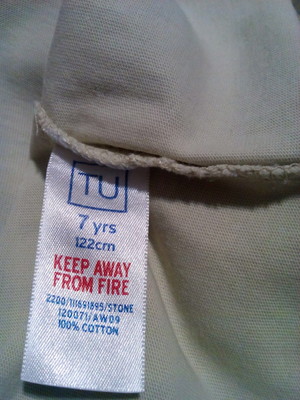 TU
7 yrs
122cm
KEEP AWAY
FROM FIRE
2200/111691895/STONE
120071/AW09
100% COTTON